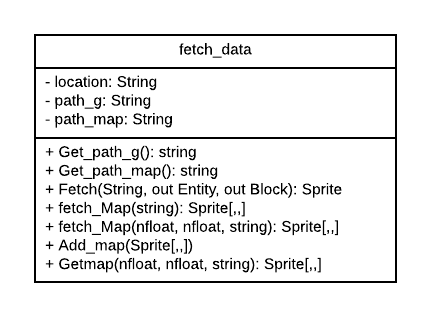 fetch_data
- location: String
- path_g: String
- path_map: String
+ Get_path_g(): string
+ Get_path_map(): string
+ Fetch(String, out Entity, out Block): Sprite
+ fetch_Map(string): Sprite[,,]
+ fetch_Map(nfloat, nfloat, string): Sprite[,,]
+ Add_map(Sprite[,,])
+ Getmap(nfloat, nfloat, string): Sprite[,,]